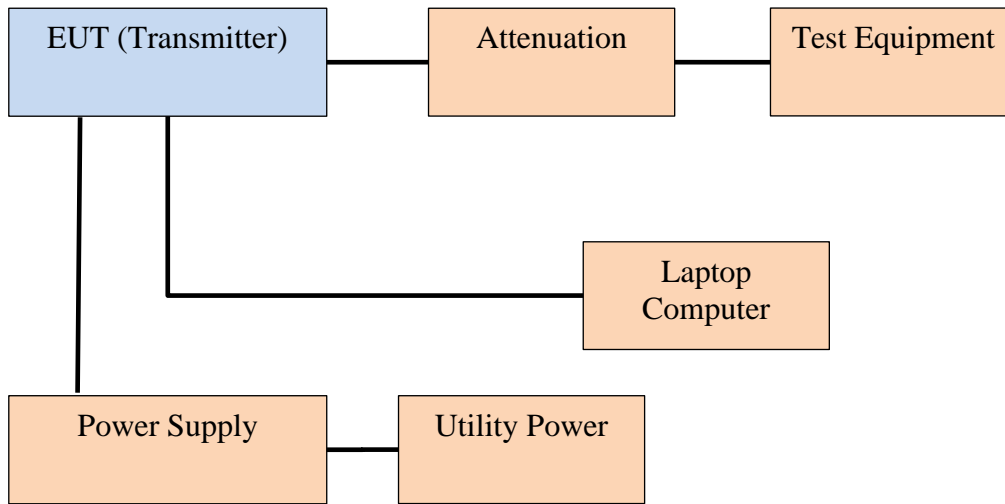 EUT (Transmitter)
Attenuation
Test Equipment
Laptop
Computer
Power Supply
Utility Power